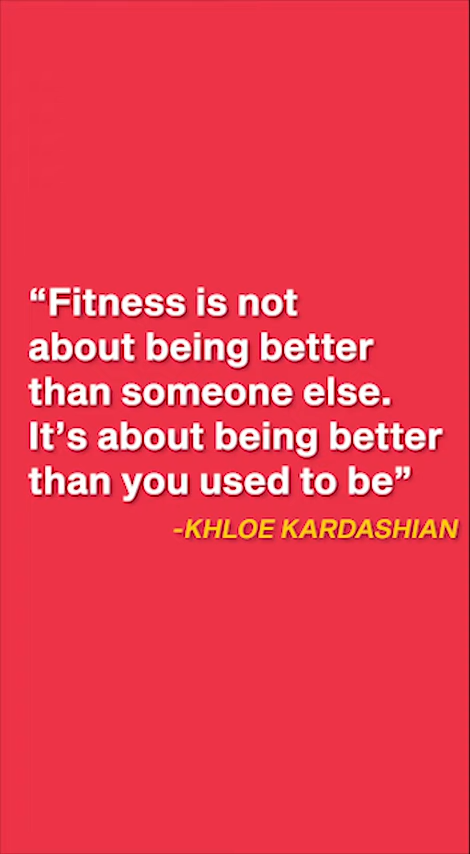 “Fitness is not
about being better
than someone else.
It’s about being better
than you used to be”
-KHLOE KARDASHIAN